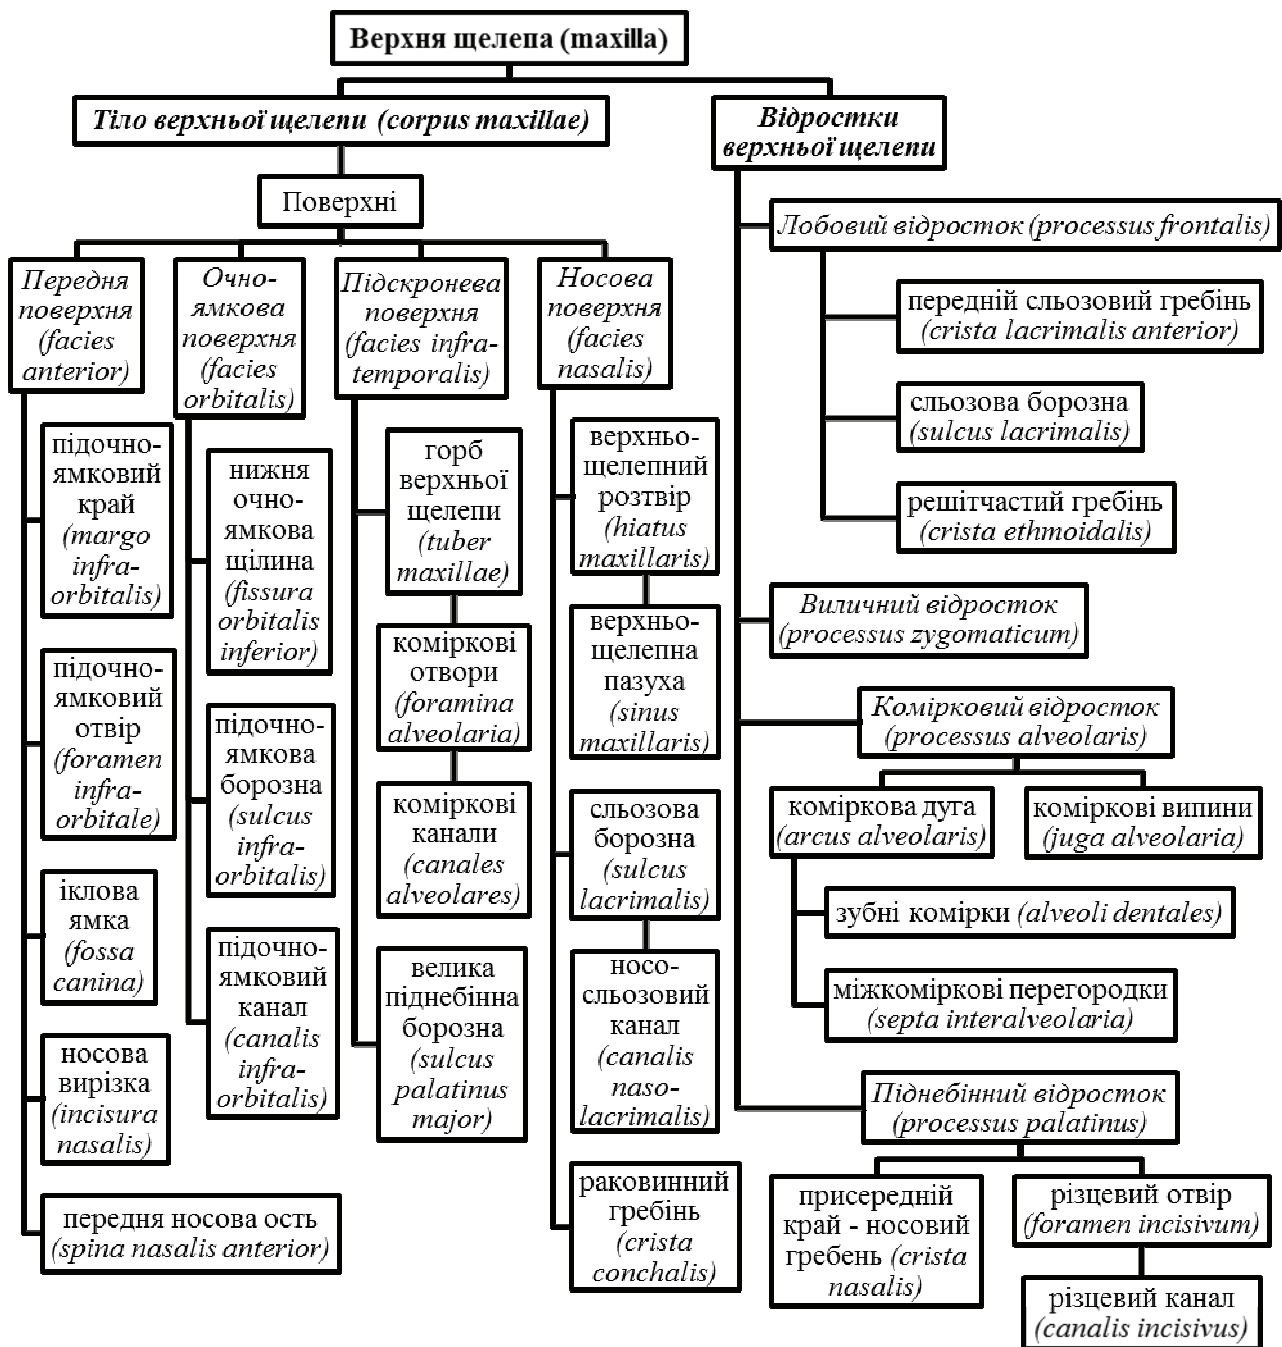 Верхня щелепа (maxilla)
Тіло верхньої щелепи (corpus maxillae)
Поверхні
Передня
поверхня
(facies
anterior)
підочно-
ямковий
край
(margo
infra-
orbitalis)
підочно-
ямковий
отвір
(foramen
infra-
orbitale)
іклова
ямка
(fossa
canina)
носова
вирізка
(incisura
nasalis)
передня носова ость
(spina nasalis anterior)
Очно-
ямкова
поверхня
(facies
orbitalis)
нижня
очно-
ямкова
щілина
(fissura
orbitalis
inferior)
підочно-
ямкова
борозна
(sulcus
infra-
orbitalis)
підочно-
ямковий
канал
(canalis
infra-
orbitalis)
Підскронева
поверхня
(facies infra-
temporalis)
горб
верхньої
щелепи
(tuber
maxillae)
коміркові
отвори
(foramina
alveolaria)
коміркові
канали
(canales
alveolares)
велика
піднебінна
борозна
(sulcus
palatinus
major)
Носова
поверхня
(facies
nasalis)
верхньо-
щелепний
розтвір
(hiatus
maxillaris)
верхньо-
щелепна
пазуха
(sinus
maxillaris)
сльозова
борозна
(sulcus
lacrimalis)
носо-
сльозовий
канал
(canalis
naso-
lacrimalis)
раковинний
гребінь
(crista
conchalis)
Відростки
верхньої щелепи
Лобовий відросток (processus frontalis)
передній сльозовий гребінь
(crista lacrimalis anterior)
сльозова борозна
(sulcus lacrimalis)
решітчастий гребінь
(crista ethmoidalis)
Виличний відросток
(processus zygomaticum)
Комірковий відросток
(processus alveolaris)
коміркова дуга
(arcus alveolaris)
коміркові випини
(juga alveolaria)
зубні комірки (alveoli dentales)
міжкоміркові перегородки
(septa interalveolaria)
Піднебінний відросток
(processus palatinus)
присередній
край - носовий
гребень (crista
nasalis)
різцевий отвір
(foramen incisivum)
різцевий канал
(canalis incisivus)